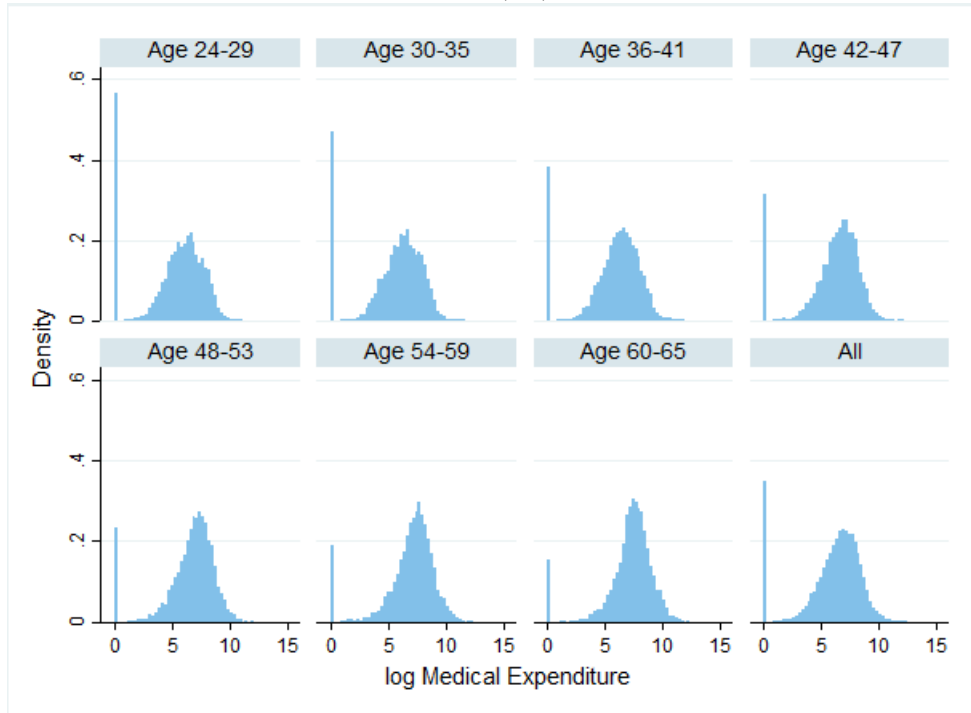 Age 24-29 Age 30-35 Age 36-41 Age 42-47
.6
.4
.2
0
Age 48-53 Age 54-59 Age 60-65 All
.6
.4
.2
0
0 5 10 15 0 5 10 15 0 5 10 15 0 5 10 15
Density
log Medical Expenditure